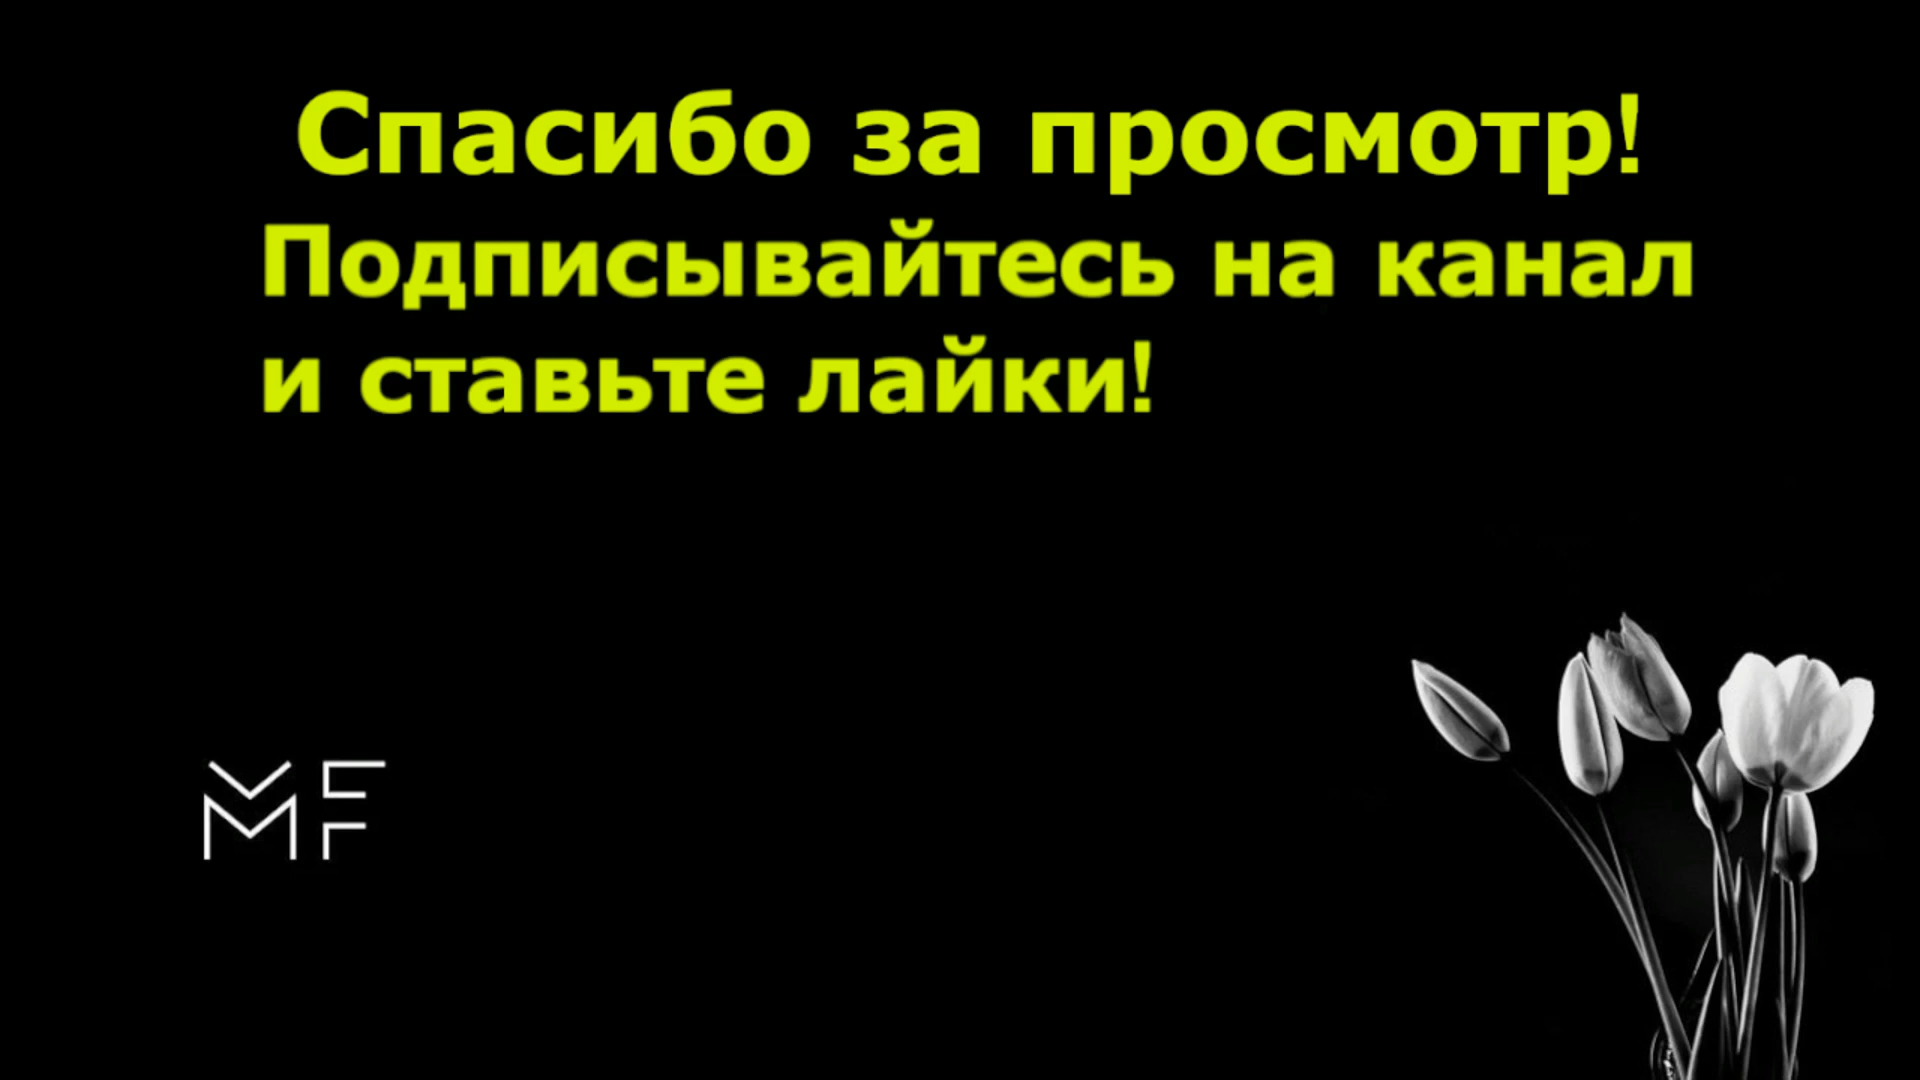 Спасибо за просмотр!
Подписывайтесь на канал
и ставьте лайки!
MF